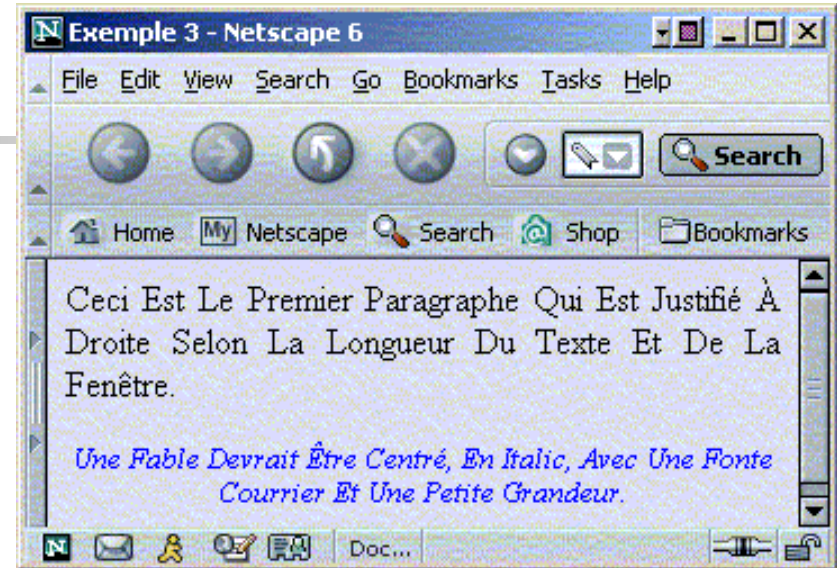 N Exemple 3 - Netscape 6
File Edit View Search Go Bookmarks Tasks Help
Search
Home My Netscape Search Shop Bookmarks
Ceci Est Le Premier Paragraphe Qui Est Justifié À
Droite Selon La Longueur Du Texte Et De La
Fenêtre.
Une Fable Devrait Être Centré, En Italic, Avec Une Fonte
Courrier Et Une Petite Grandeur.
N Doc...